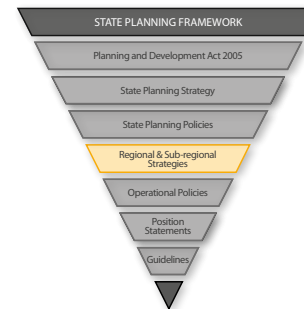 STATE PLANNING FRAMEWORK
Planning and Development Act 2005
State Planning Strategy
State Planning Policies
Regional & Sub-regional
Strategies
Operational Policies
Position
Statements
Guidelines